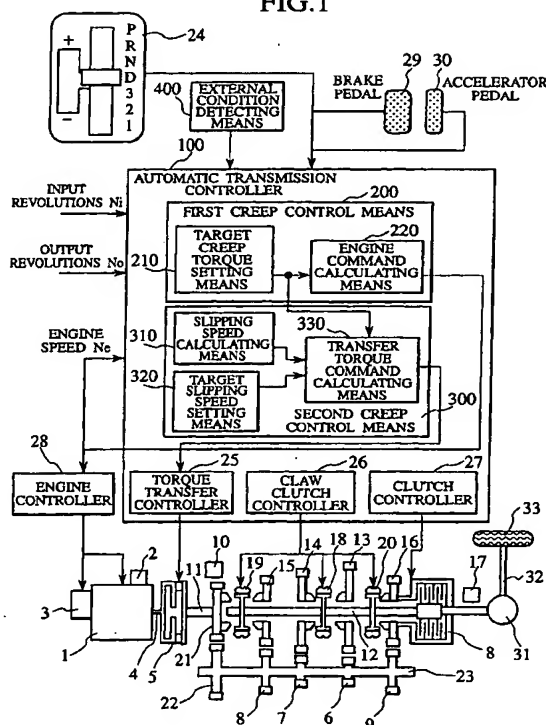 FIG.1
24
+
−
P
R
N
D
3
2
1
400
EXTERNAL
CONDITION
DETECTING
MEANS
29
30
BRAKE
PEDAL
ACCELERATOR
PEDAL
100
AUTOMATIC TRANSMISSION
CONTROLLER
INPUT
REVOLUTIONS Ni
OUTPUT
REVOLUTIONS No
ENGINE
SPEED Ne
200
FIRST CREEP CONTROL MEANS
210
TARGET
CREEP
TORQUE
SETTING
MEANS
220
ENGINE
COMMAND
CALCULATING
MEANS
310
SLIPPING
SPEED
CALCULATING
MEANS
320
TARGET
SLIPPING
SPEED
SETTING
MEANS
330
TRANSFER
TORQUE
COMMAND
CALCULATING
MEANS
300
SECOND CREEP
CONTROL MEANS
28
ENGINE
CONTROLLER
25
TORQUE
TRANSFER
CONTROLLER
26
CLAW
CLUTCH
CONTROLLER
27
CLUTCH
CONTROLLER
33
32
31
17
2
3
1
4
5
11
10
19
15
14
18
13
20
16
12
8
21
22
8
7
6
9
23